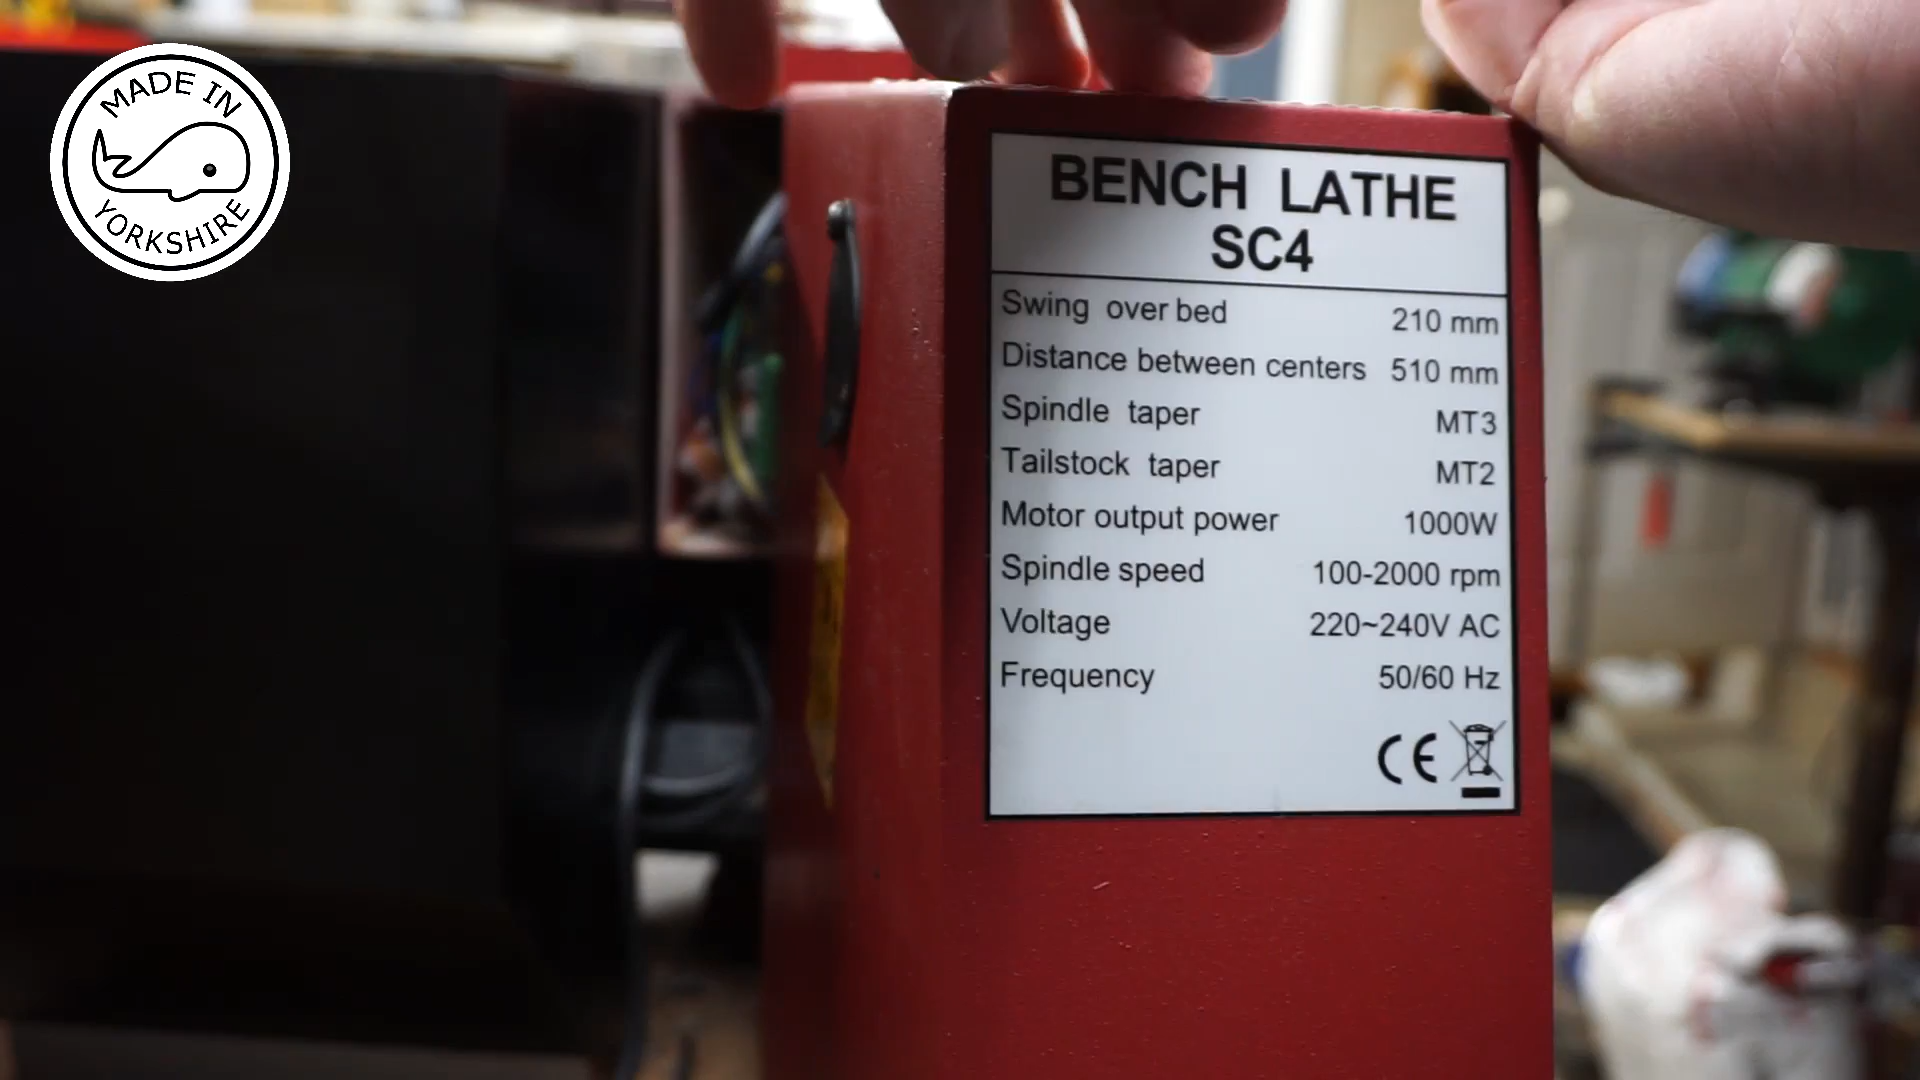 MADE IN
YORKSHIRE
BENCH LATHE
SC4
Swing over bed 210 mm
Distance between centers 510 mm
Spindle taper MT3
Tailstock taper MT2
Motor output power 1000W
Spindle speed 100-2000 rpm
Voltage 220~240V AC
Frequency 50/60 Hz
CE